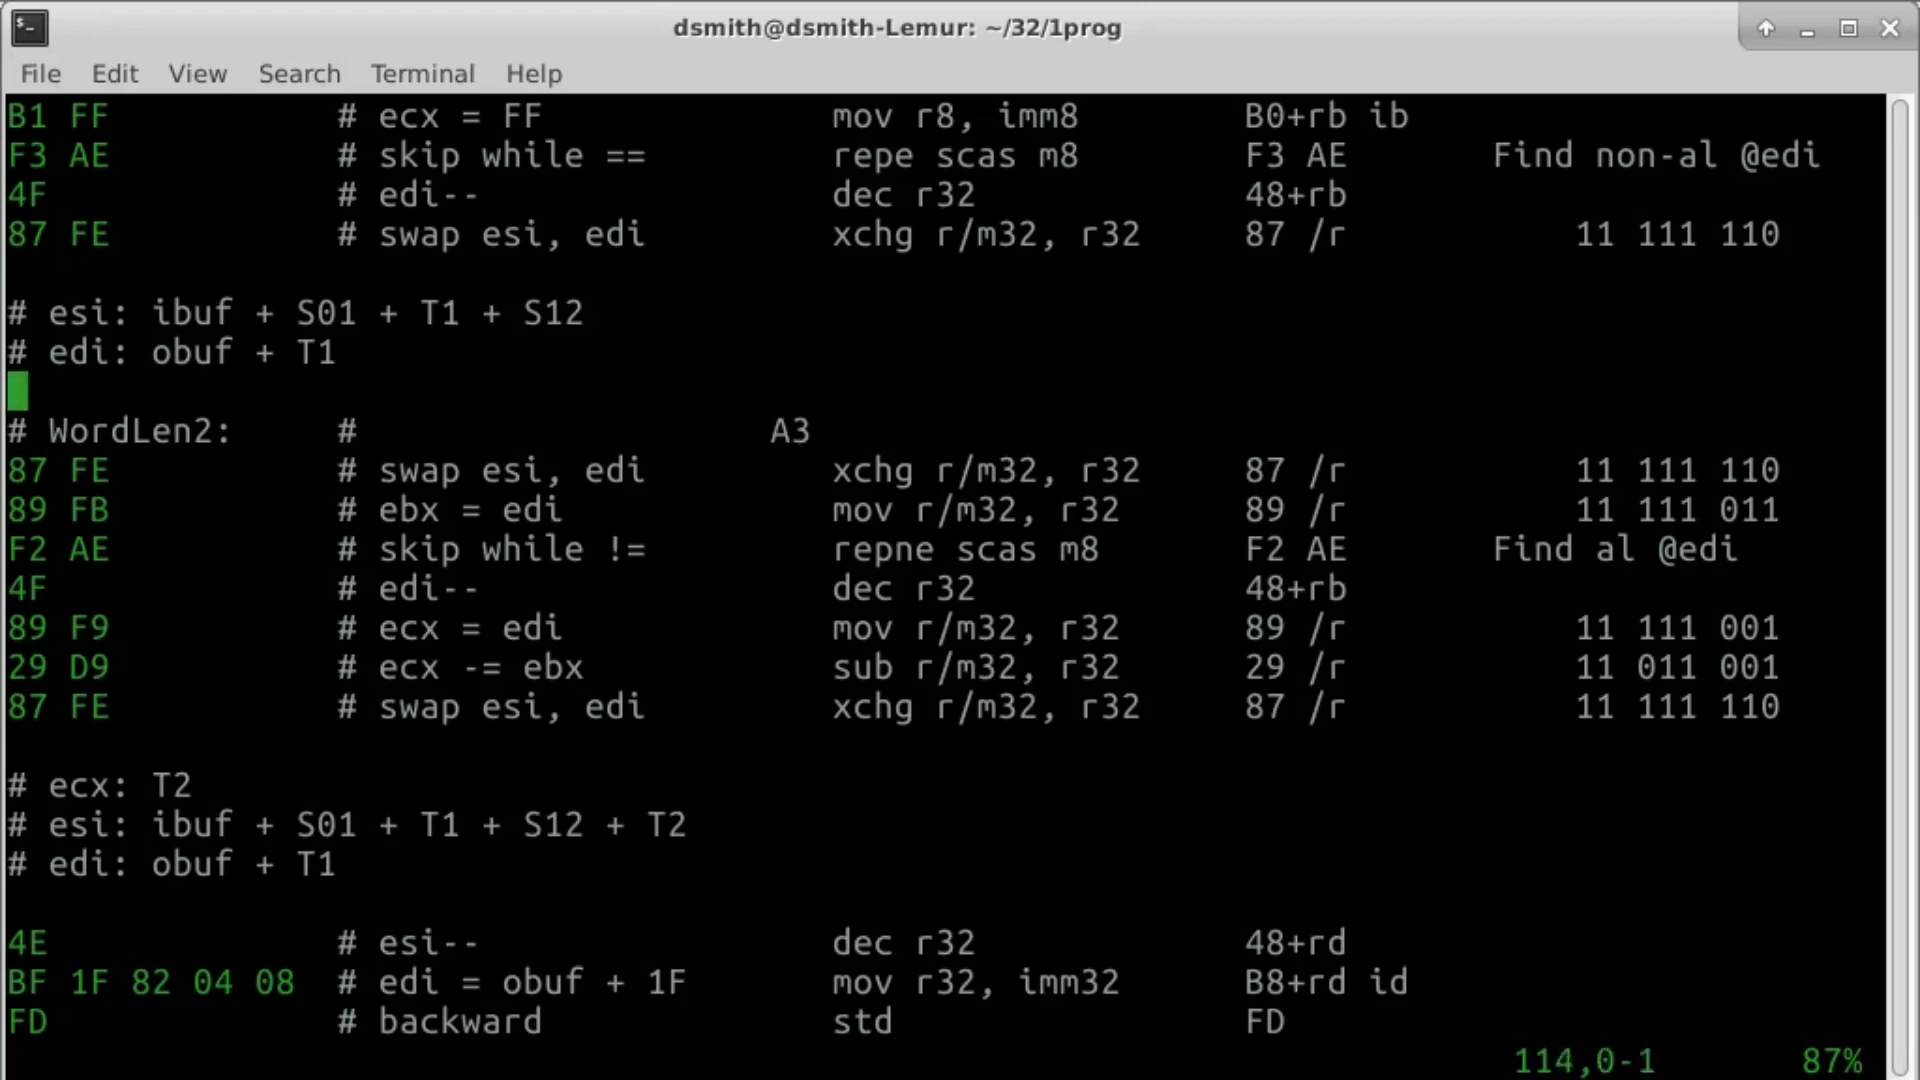 dsmith@dsmith-Lemur: ~/32/1prog
File Edit View Search Terminal Help
B1 FF # ecx = FF mov r8, imm8 B0+rb ib
F3 AE # skip while == repe scas m8 F3 AE Find non-al @edi
4F # edi-- dec r32 48+rb
87 FE # swap esi, edi xchg r/m32, r32 87 /r 11 111 110
# esi: ibuf + S01 + T1 + S12
# edi: obuf + T1
# WordLen2: # A3
87 FE # swap esi, edi xchg r/m32, r32 87 /r 11 111 110
89 FB # ebx = edi mov r/m32, r32 89 /r 11 111 011
F2 AE # skip while != repne scas m8 F2 AE Find al @edi
4F # edi-- dec r32 48+rb
89 F9 # ecx = edi mov r/m32, r32 89 /r 11 111 001
29 D9 # ecx -= ebx sub r/m32, r32 29 /r 11 011 001
87 FE # swap esi, edi xchg r/m32, r32 87 /r 11 111 110
# ecx: T2
# esi: ibuf + S01 + T1 + S12 + T2
# edi: obuf + T1
4E # esi-- dec r32 48+rd
BF 1F 82 04 08 # edi = obuf + 1F mov r32, imm32 B8+rd id
FD # backward std FD
114,0-1 87%